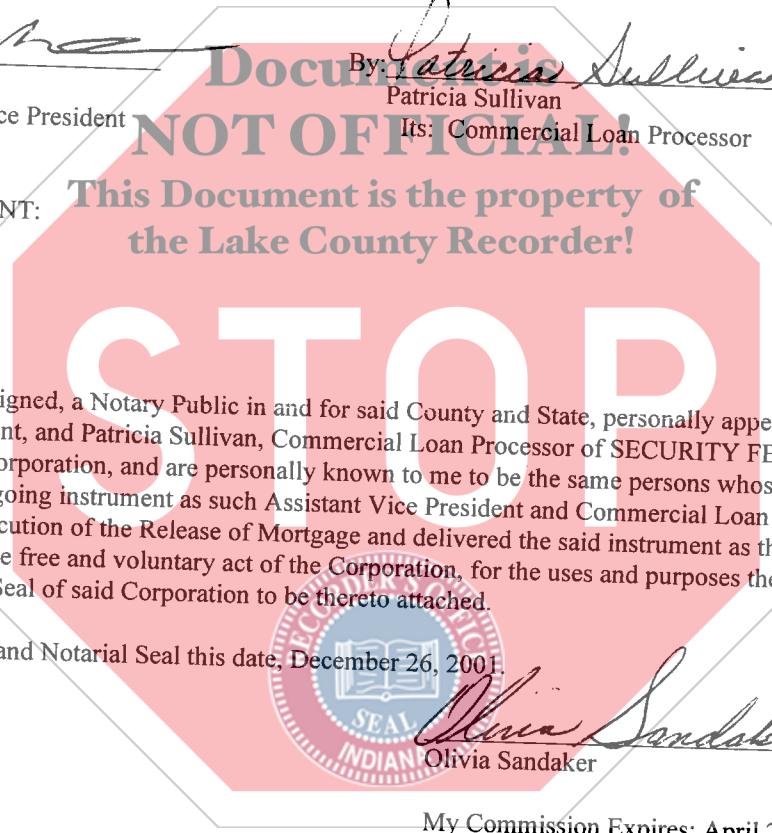 By: Patricia Sullivan
Patricia Sullivan
ce President
Its: Commercial Loan Processor
NT:
Document is
NOT OFFICIAL!
This Document is the property of
the Lake County Recorder!
STOP
igned, a Notary Public in and for said County and State, personally appe
nt, and Patricia Sullivan, Commercial Loan Processor of SECURITY FE
orporation, and are personally known to me to be the same persons whos
going instrument as such Assistant Vice President and Commercial Loan
cution of the Release of Mortgage and delivered the said instrument as th
e free and voluntary act of the Corporation, for the uses and purposes the
Seal of said Corporation to be thereto attached.
and Notarial Seal this date, December 26, 2001.
RECORDER'S OFFICE
SEAL
INDIANA
Olivia Sandaker
Olivia Sandaker
My Commission Expires: April